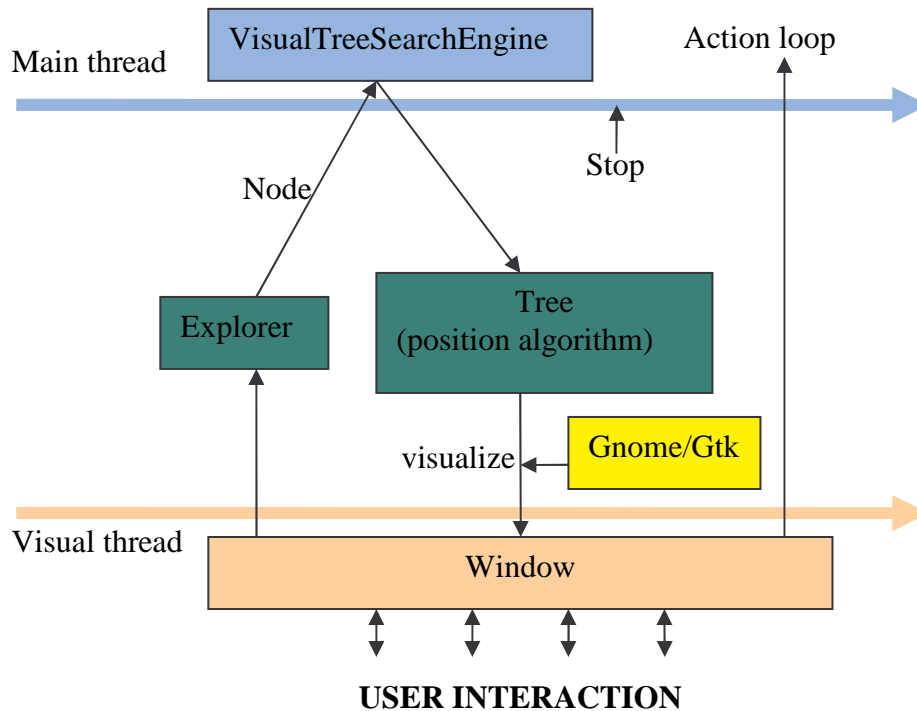 VisualTreeSearchEngine
Action loop
Main thread
Stop
Node
Explorer
Tree
(position algorithm)
visualize
Gnome/Gtk
Visual thread
Window
USER INTERACTION